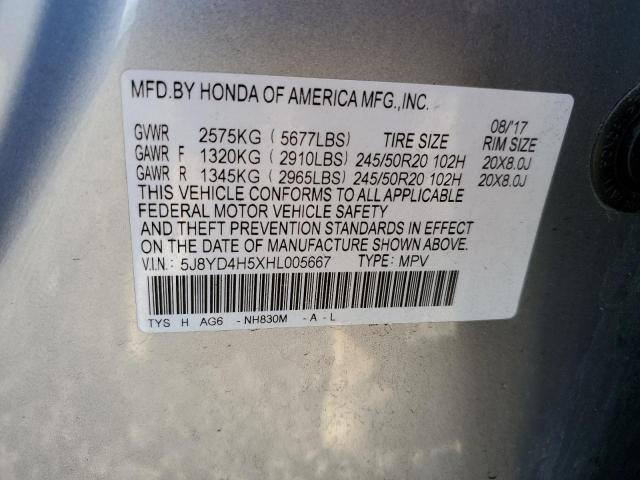 MFD.BY HONDA OF AMERICA MFG.,INC.
08/'17
GVWR 2575KG ( 5677LBS) TIRE SIZE RIM SIZE
GAWR F 1320KG ( 2910LBS) 245/50R20 102H 20X8.0J
GAWR R 1345KG ( 2965LBS) 245/50R20 102H 20X8.0J
THIS VEHICLE CONFORMS TO ALL APPLICABLE
FEDERAL MOTOR VEHICLE SAFETY
AND THEFT PREVENTION STANDARDS IN EFFECT
ON THE DATE OF MANUFACTURE SHOWN ABOVE.
V.I.N.: 5J8YD4H5XHL005667 TYPE: MPV
TYS H AG6 -NH830M -A-L